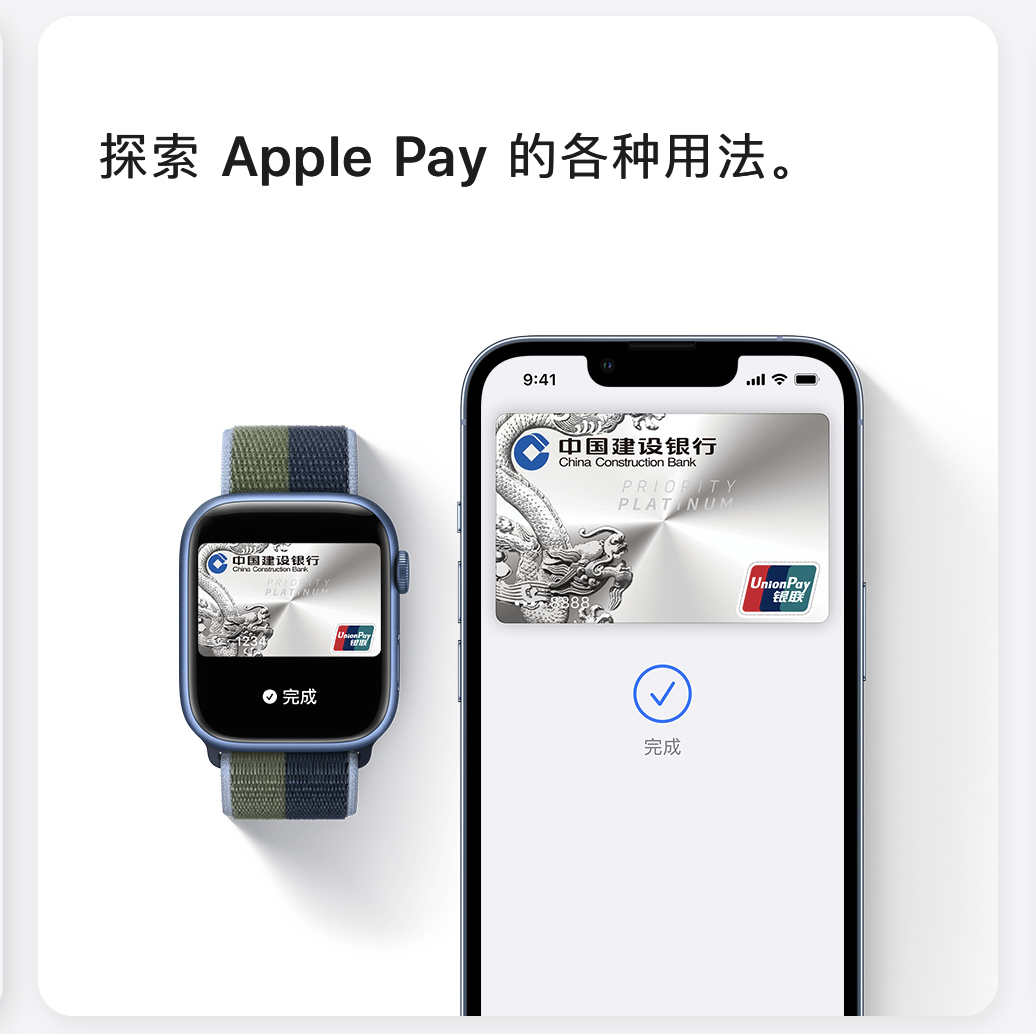 探索 Apple Pay 的各种用法。
9:41
中国建设银行
China Construction Bank
PRIORITY
PLATINUM
8888
UnionPay
银联
完成
中国建设银行
China Construction Bank
PRIORITY
PLATINUM
1234
UnionPay
银联
完成